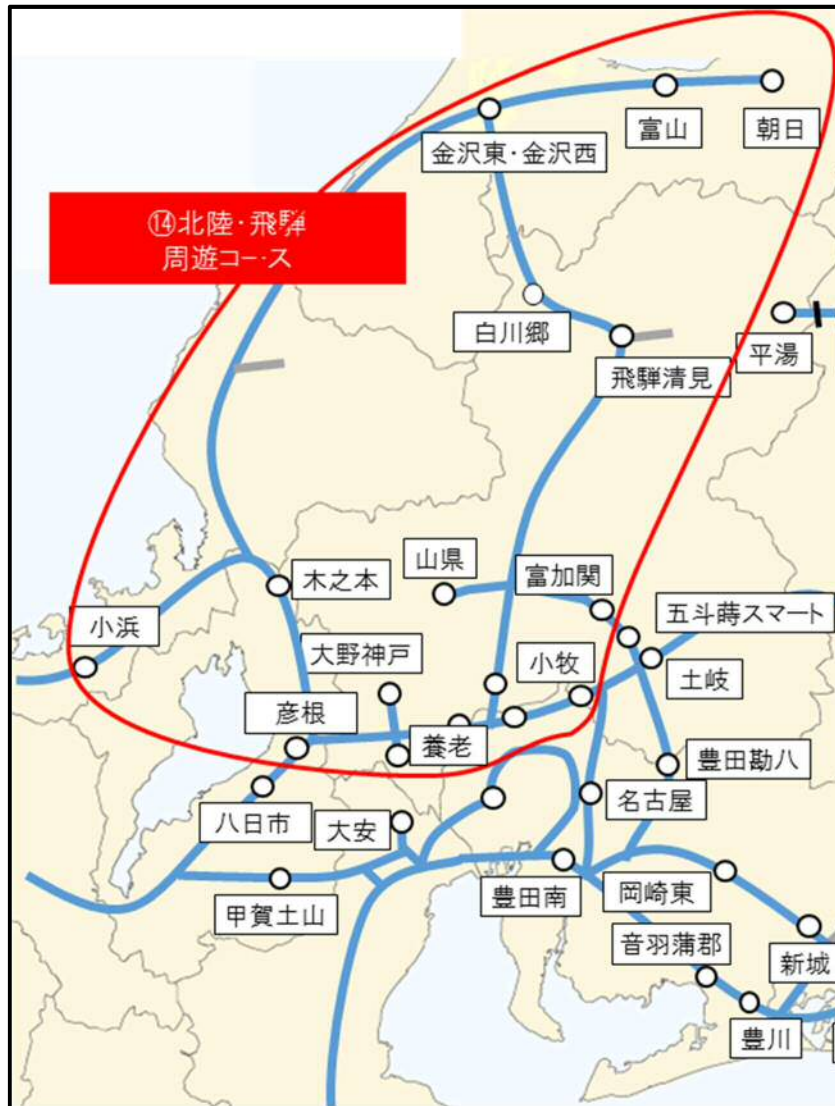 富山
朝日
金沢東・金沢西
⑭北陸・飛騨
周遊コース
白川郷
平湯
飛騨清見
山県
富加関
木之本
五斗蒔スマート
小浜
大野神戸
小牧
土岐
彦根
養老
豊田勘八
八日市
大安
名古屋
甲賀土山
豊田南
岡崎東
音羽蒲郡
新城
豊川